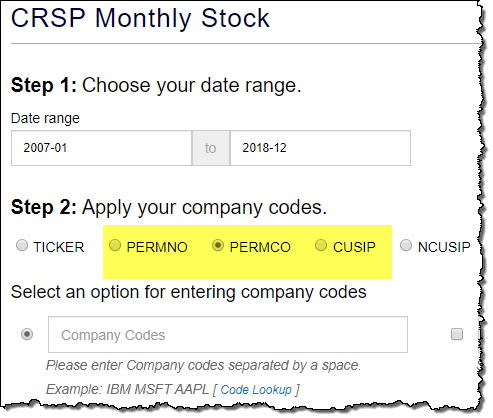 CRSP Monthly Stock
Step 1: Choose your date range.
Date range
2007-01 to 2018-12
Step 2: Apply your company codes.
TICKER PERMNO PERMCO CUSIP NCUSIP
Select an option for entering company codes
Company Codes
Please enter Company codes separated by a space.
Example: IBM MSFT AAPL [ Code Lookup ]